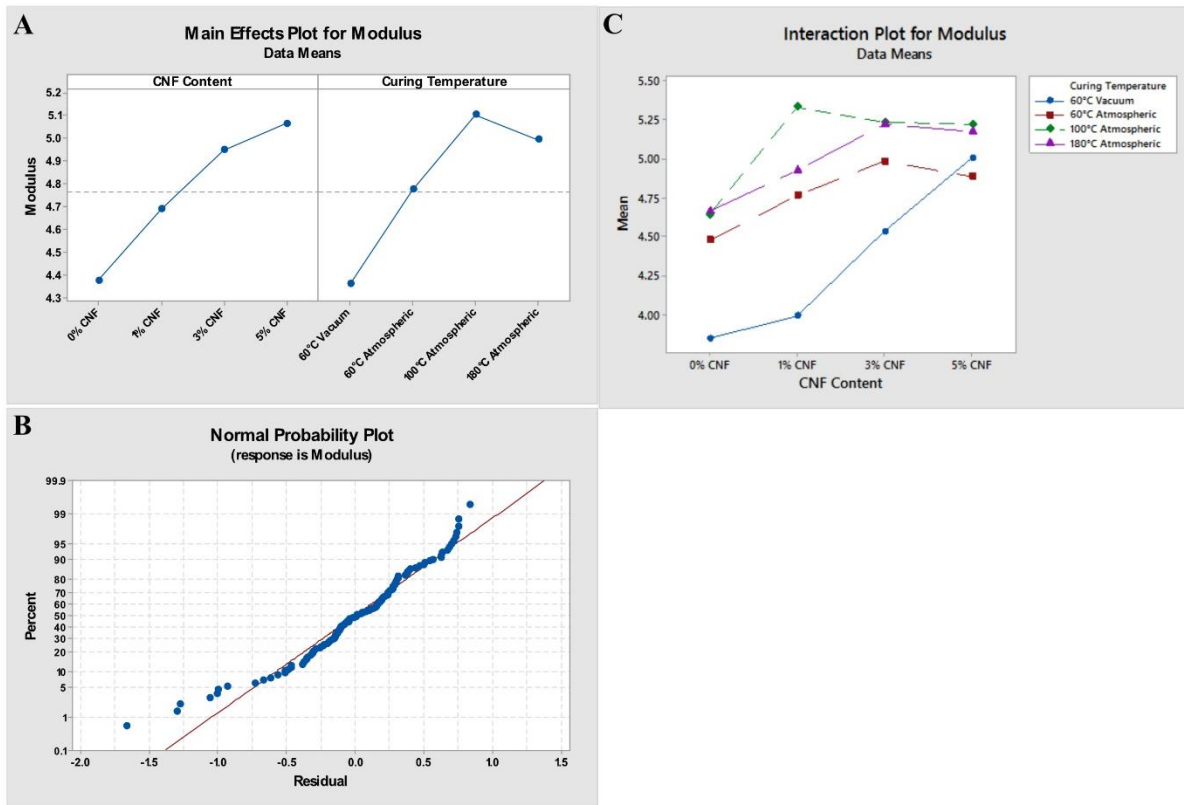 A
Main Effects Plot for Modulus
Data Means
CNF Content
Curing Temperature
Modulus
5.2
5.1
5.0
4.9
4.8
4.7
4.6
4.5
4.4
4.3
0% CNF
1% CNF
3% CNF
5% CNF
60°C Vacuum
60°C Atmospheric
100°C Atmospheric
180°C Atmospheric
C
Interaction Plot for Modulus
Data Means
Mean
5.50
5.25
5.00
4.75
4.50
4.25
4.00
0% CNF
1% CNF
3% CNF
5% CNF
CNF Content
Curing Temperature
60°C Vacuum
60°C Atmospheric
100°C Atmospheric
180°C Atmospheric
B
Normal Probability Plot
(response is Modulus)
Percent
99.9
99
95
90
80
70
60
50
40
30
20
10
5
1
0.1
-2.0
-1.5
-1.0
-0.5
0.0
0.5
1.0
1.5
Residual